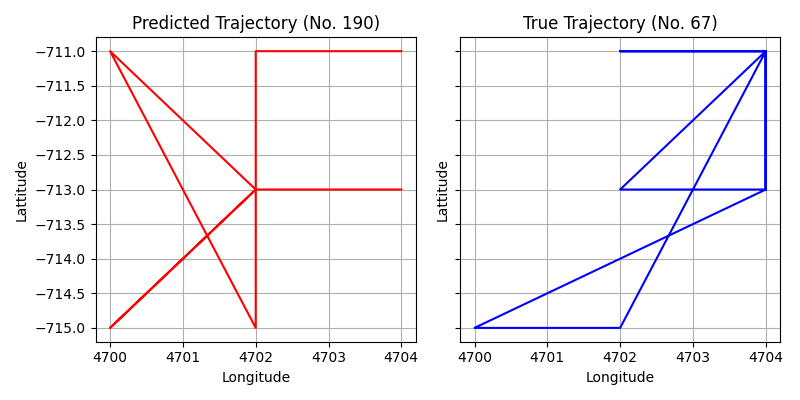 Predicted Trajectory (No. 190)
True Trajectory (No. 67)
−711.0
−711.5
−712.0
−712.5
−713.0
−713.5
−714.0
−714.5
−715.0
Lattitude
Lattitude
4700 4701 4702 4703 4704
4700 4701 4702 4703 4704
Longitude
Longitude